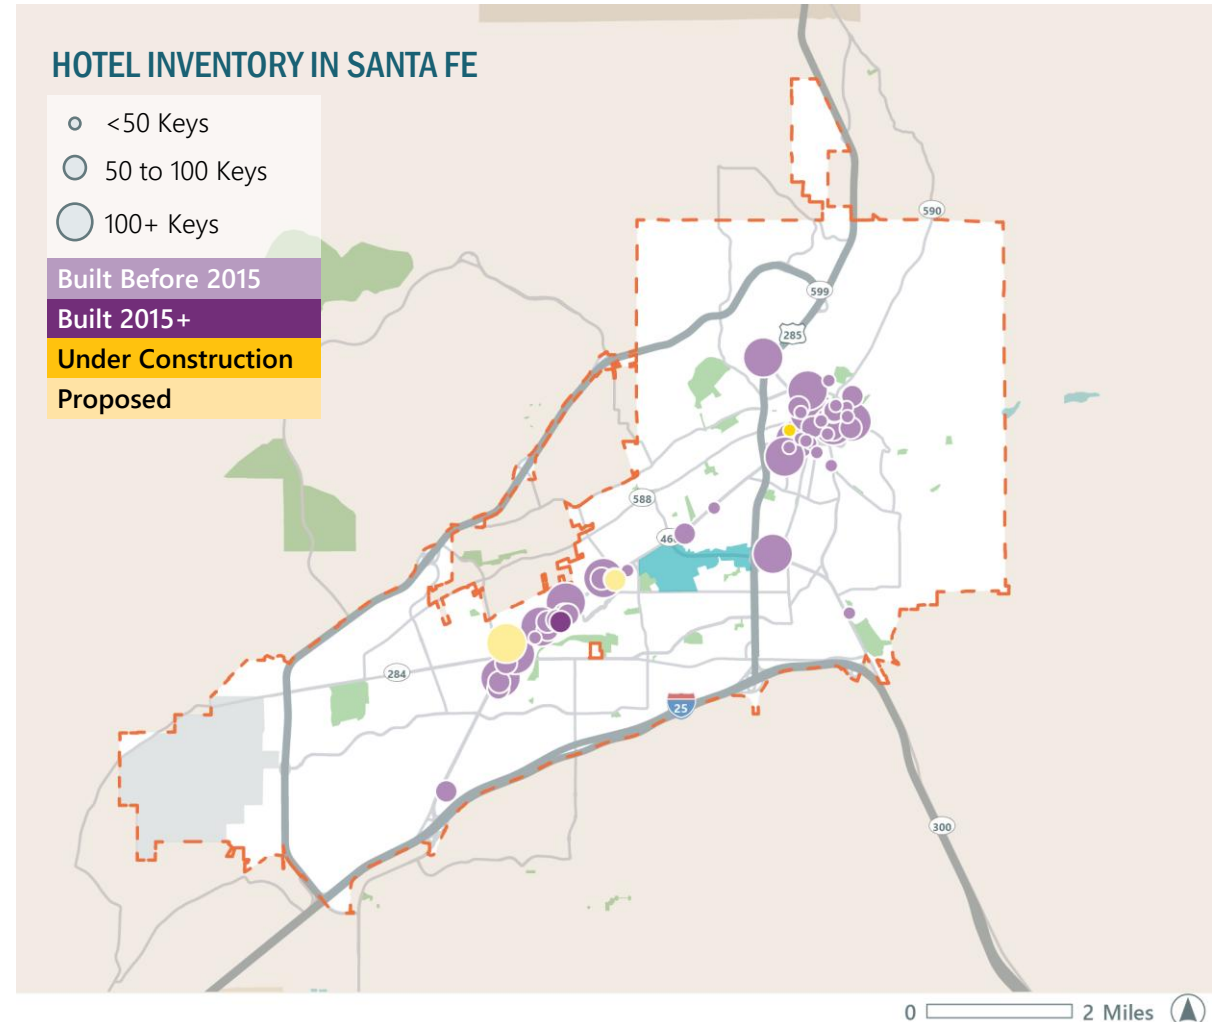 HOTEL INVENTORY IN SANTA FE
<50 Keys
50 to 100 Keys
100+ Keys
Built Before 2015
Built 2015+
Under Construction
Proposed
590
599
285
588
284
25
300
0 2 Miles